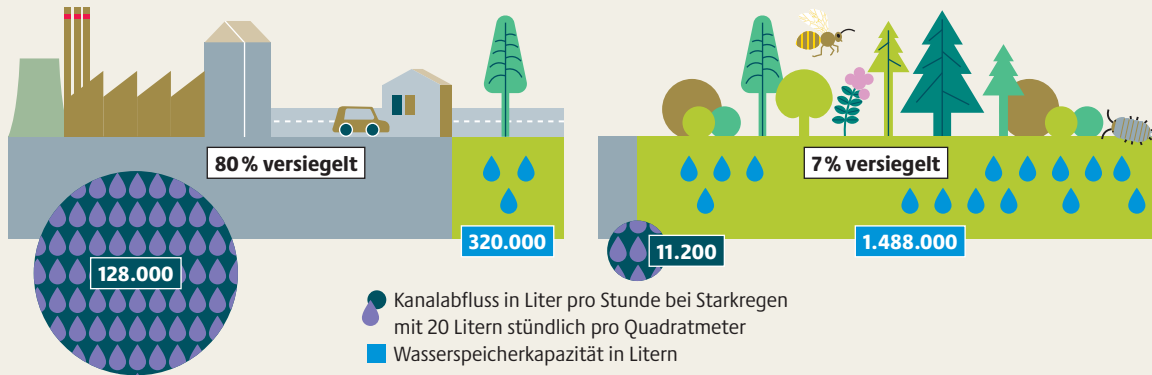 80 % versiegelt
7 % versiegelt
320.000
1.488.000
11.200
128.000
Kanalabfluss in Liter pro Stunde bei Starkregen
mit 20 Litern stündlich pro Quadratmeter
Wasserspeicherkapazität in Litern